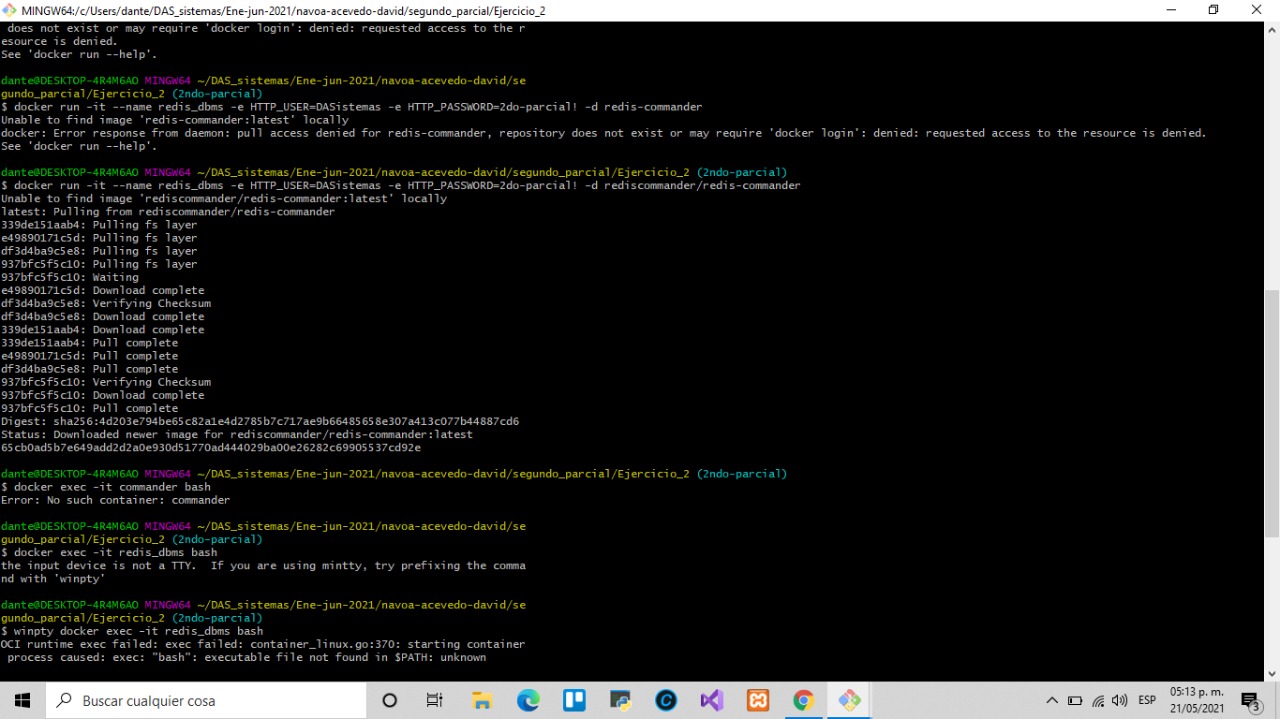 MINGW64:/c/Users/dante/DAS_sistemas/Ene-jun-2021/navoa-acevedo-david/segundo_parcial/Ejercicio_2
does not exist or may require 'docker login': denied: requested access to the r
esource is denied.
See 'docker run --help'.
dante@DESKTOP-4R4M6AO MINGW64 ~/DAS_sistemas/Ene-jun-2021/navoa-acevedo-david/se
gundo_parcial/Ejercicio_2 (2ndo-parcial)
$ docker run -it --name redis_dbms -e HTTP_USER=DASistemas -e HTTP_PASSWORD=2do-parcial! -d redis-commander
Unable to find image 'redis-commander:latest' locally
docker: Error response from daemon: pull access denied for redis-commander, repository does not exist or may require 'docker login': denied: requested access to the resource is denied.
See 'docker run --help'.
dante@DESKTOP-4R4M6AO MINGW64 ~/DAS_sistemas/Ene-jun-2021/navoa-acevedo-david/segundo_parcial/Ejercicio_2 (2ndo-parcial)
$ docker run -it --name redis_dbms -e HTTP_USER=DASistemas -e HTTP_PASSWORD=2do-parcial! -d rediscommander/redis-commander
Unable to find image 'rediscommander/redis-commander:latest' locally
latest: Pulling from rediscommander/redis-commander
339de151aab4: Pulling fs layer
e49890171c5d: Pulling fs layer
df3d4ba9c5e8: Pulling fs layer
937bfc5f5c10: Pulling fs layer
937bfc5f5c10: Waiting
e49890171c5d: Download complete
df3d4ba9c5e8: Verifying Checksum
df3d4ba9c5e8: Download complete
339de151aab4: Download complete
339de151aab4: Pull complete
e49890171c5d: Pull complete
df3d4ba9c5e8: Pull complete
937bfc5f5c10: Verifying Checksum
937bfc5f5c10: Download complete
937bfc5f5c10: Pull complete
Digest: sha256:4d203e794be65c82a1e4d2785b7c717ae9b66485658e307a413c077b44887cd6
Status: Downloaded newer image for rediscommander/redis-commander:latest
65cb0ad5b7e649add2d2a0e930d51770ad444029ba00e26282c69905537cd92e
dante@DESKTOP-4R4M6AO MINGW64 ~/DAS_sistemas/Ene-jun-2021/navoa-acevedo-david/segundo_parcial/Ejercicio_2 (2ndo-parcial)
$ docker exec -it commander bash
Error: No such container: commander
dante@DESKTOP-4R4M6AO MINGW64 ~/DAS_sistemas/Ene-jun-2021/navoa-acevedo-david/se
gundo_parcial/Ejercicio_2 (2ndo-parcial)
$ docker exec -it redis_dbms bash
the input device is not a TTY.  If you are using mintty, try prefixing the comma
nd with 'winpty'
dante@DESKTOP-4R4M6AO MINGW64 ~/DAS_sistemas/Ene-jun-2021/navoa-acevedo-david/se
gundo_parcial/Ejercicio_2 (2ndo-parcial)
$ winpty docker exec -it redis_dbms bash
OCI runtime exec failed: exec failed: container_linux.go:370: starting container
process caused: exec: "bash": executable file not found in $PATH: unknown
Buscar cualquier cosa
ESP
05:13 p. m.
21/05/2021
3